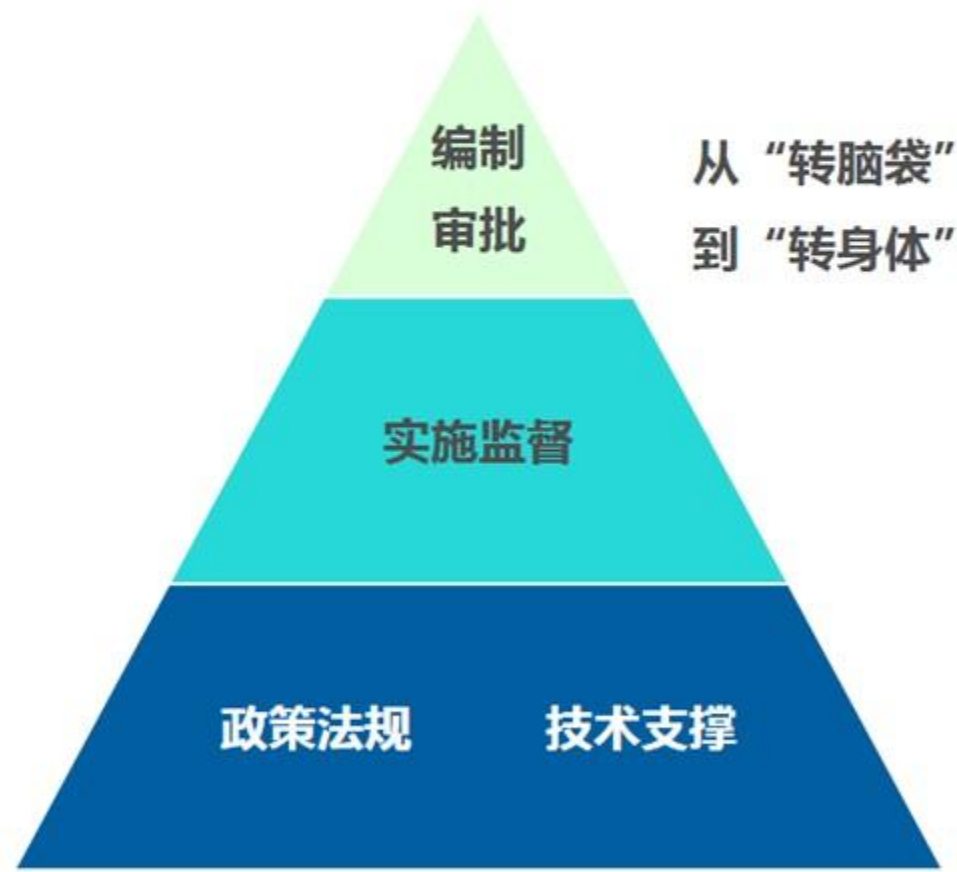 编制
审批
从“转脑袋”
到“转身体”
实施监督
政策法规 技术支撑